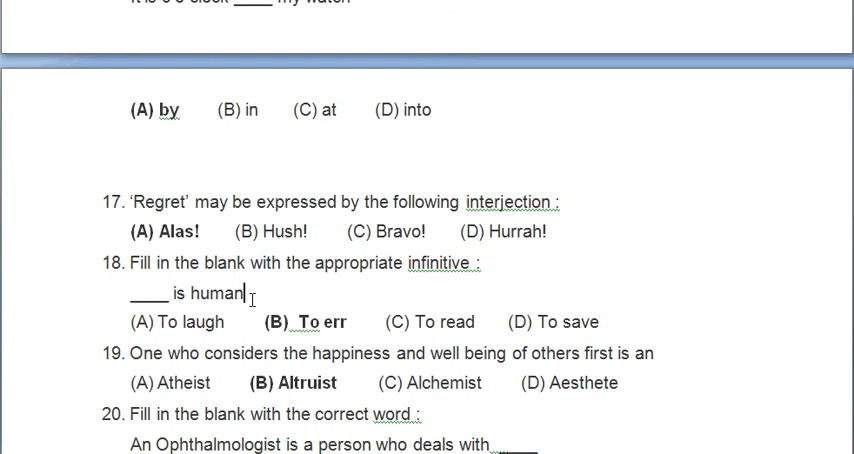 my watch
(A) by (B) in (C) at (D) into
17. ‘Regret’ may be expressed by the following interjection :
(A) Alas! (B) Hush! (C) Bravo! (D) Hurrah!
18. Fill in the blank with the appropriate infinitive :
____ is human
(A) To laugh (B) To err (C) To read (D) To save
19. One who considers the happiness and well being of others first is an
(A) Atheist (B) Altruist (C) Alchemist (D) Aesthete
20. Fill in the blank with the correct word :
An Ophthalmologist is a person who deals with ____